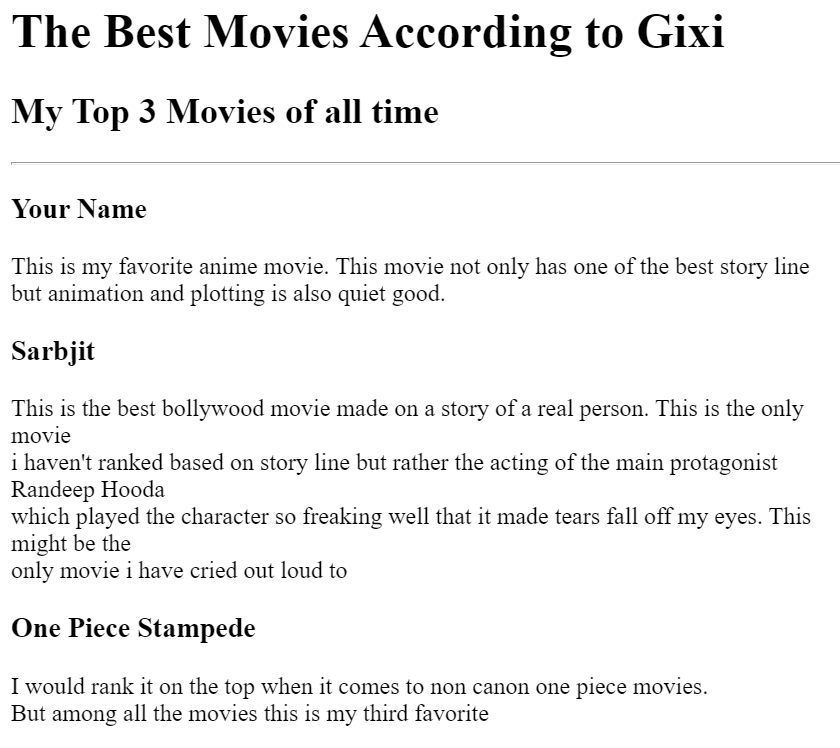 The Best Movies According to Gixi
My Top 3 Movies of all time
Your Name
This is my favorite anime movie. This movie not only has one of the best story line
but animation and plotting is also quiet good.
Sarbjit
This is the best bollywood movie made on a story of a real person. This is the only
movie
i haven't ranked based on story line but rather the acting of the main protagonist
Randeep Hooda
which played the character so freaking well that it made tears fall off my eyes. This
might be the
only movie i have cried out loud to
One Piece Stampede
I would rank it on the top when it comes to non canon one piece movies.
But among all the movies this is my third favorite